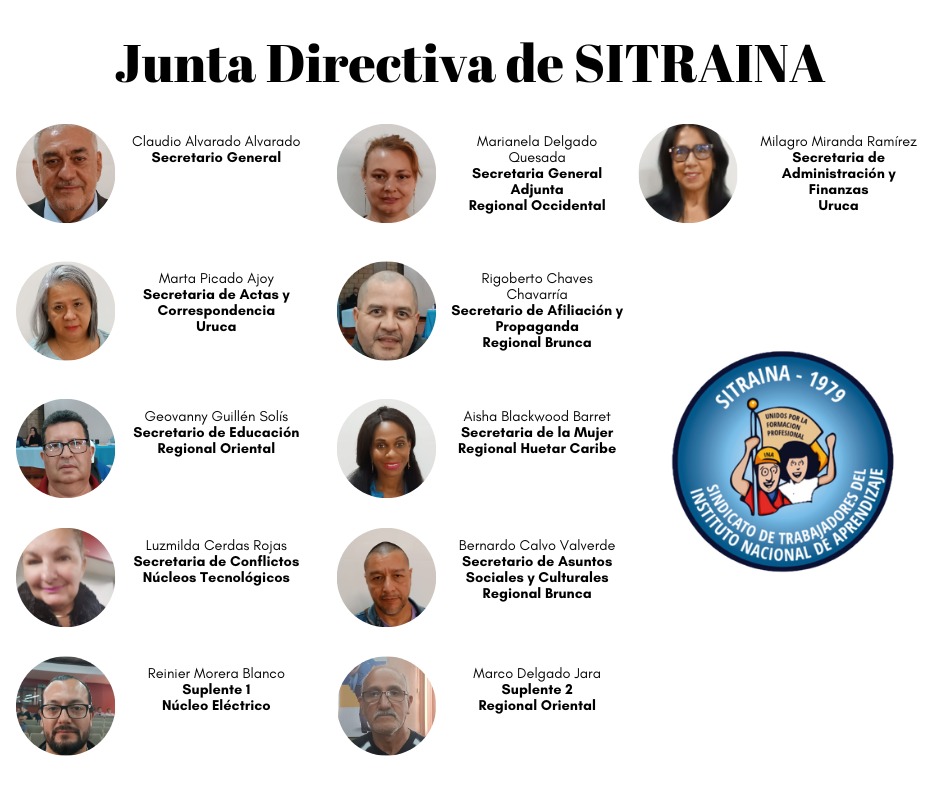 Junta Directiva de SITRAINA
Claudio Alvarado Alvarado
Secretario General
Marianela Delgado
Quesada
Secretaria General
Adjunta
Regional Occidental
Milagro Miranda Ramírez
Secretaria de
Administración y
Finanzas
Uruca
Marta Picado Ajoy
Secretaria de Actas y
Correspondencia
Uruca
Rigoberto Chaves
Chavarría
Secretario de Afiliación y
Propaganda
Regional Brunca
Geovanny Guillén Solís
Secretario de Educación
Regional Oriental
Aisha Blackwood Barret
Secretaria de la Mujer
Regional Huetar Caribe
Luzmilda Cerdas Rojas
Secretaria de Conflictos
Núcleos Tecnológicos
Bernardo Calvo Valverde
Secretario de Asuntos
Sociales y Culturales
Regional Brunca
Reinier Morera Blanco
Suplente 1
Núcleo Eléctrico
Marco Delgado Jara
Suplente 2
Regional Oriental
SITRAINA - 1979
UNIDOS POR LA
FORMACIÓN
PROFESIONAL
INA
SINDICATO DE TRABAJADORES DEL
INSTITUTO NACIONAL DE APRENDIZAJE